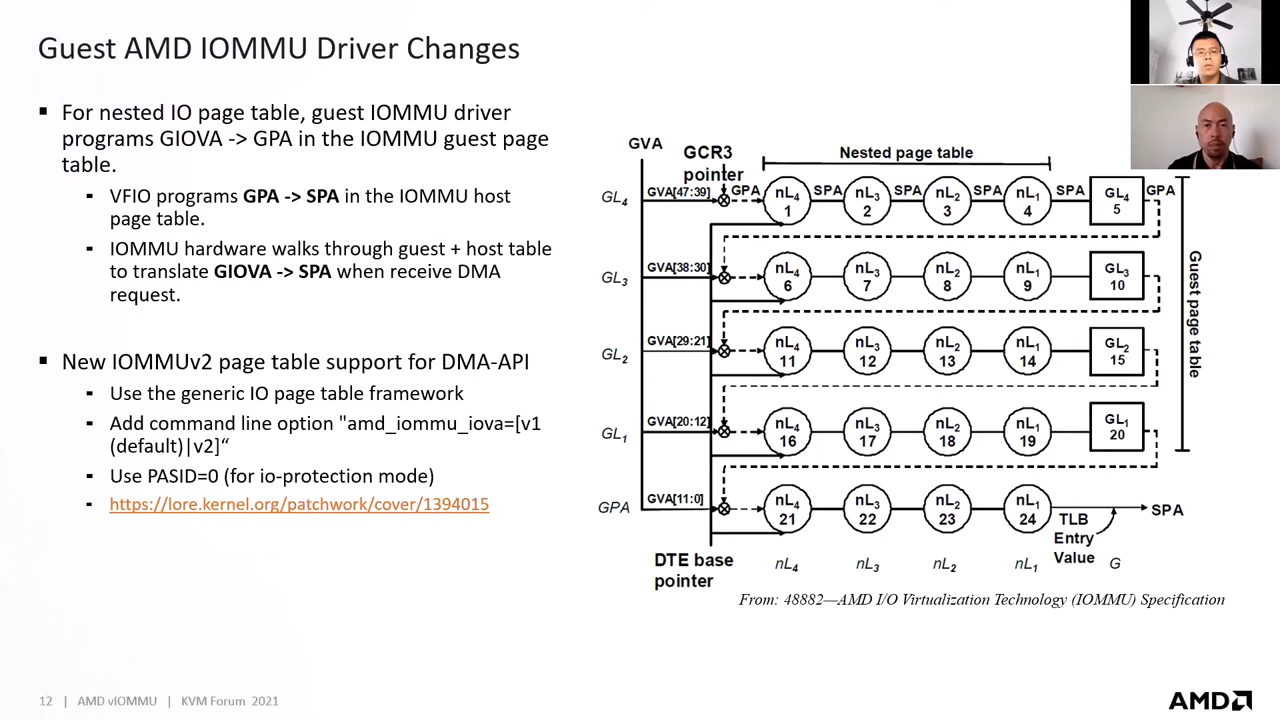 Guest AMD IOMMU Driver Changes
▪ For nested IO page table, guest IOMMU driver
programs GIOVA -> GPA in the IOMMU guest page
table.
▪ VFIO programs GPA -> SPA in the IOMMU host
page table.
▪ IOMMU hardware walks through guest + host table
to translate GIOVA -> SPA when receive DMA
request.
▪ New IOMMUv2 page table support for DMA-API
▪ Use the generic IO page table framework
▪ Add command line option "amd_iommu_iova=[v1
(default)|v2]“
▪ Use PASID=0 (for io-protection mode)
▪ https://lore.kernel.org/patchwork/cover/1394015
GVA
GCR3
pointer
Nested page table
GL4 GVA[47:39] GPA nL4 SPA nL3 SPA nL2 SPA nL1 SPA GL4 GPA
1 2 3 4 5
GL3 GVA[38:30] nL4 nL3 nL2 nL1 GL3
6 7 8 9 10
GL2 GVA[29:21] nL4 nL3 nL2 nL1 GL2
11 12 13 14 15
GL1 GVA[20:12] nL4 nL3 nL2 nL1 GL1
16 17 18 19 20
GPA GVA[11:0] nL4 nL3 nL2 nL1 SPA
21 22 23 24
Guest page table
TLB
Entry
Value
DTE base
pointer
nL4 nL3 nL2 nL1 G
From: 48882—AMD I/O Virtualization Technology (IOMMU) Specification
12 | AMD vIOMMU | KVM Forum 2021
AMD